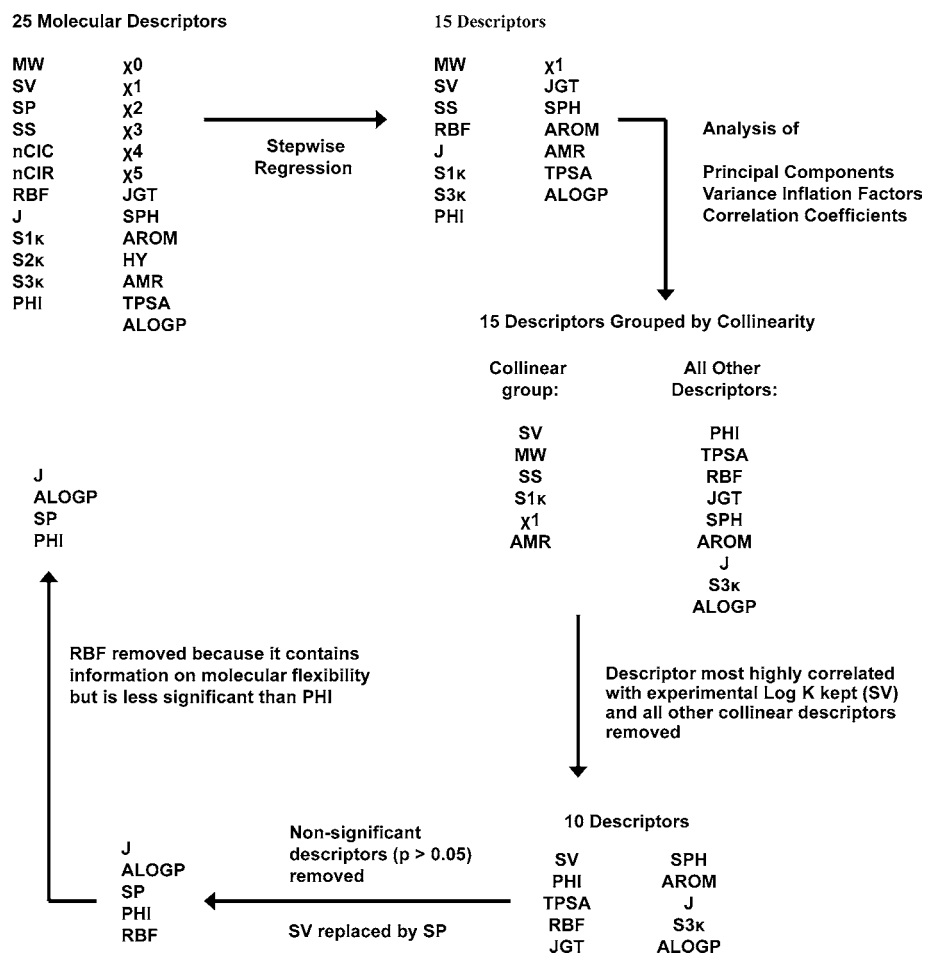 25 Molecular Descriptors
MW
SV
SP
SS
nCIC
nCIR
RBF
J
S1κ
S2κ
S3κ
PHI
χ0
χ1
χ2
χ3
χ4
χ5
JGT
SPH
AROM
HY
AMR
TPSA
ALOGP
Stepwise
Regression
15 Descriptors
MW
SV
SS
RBF
J
S1κ
S3κ
PHI
χ1
JGT
SPH
AROM
AMR
TPSA
ALOGP
Analysis of
Principal Components
Variance Inflation Factors
Correlation Coefficients
15 Descriptors Grouped by Collinearity
Collinear
group:
SV
MW
SS
S1κ
χ1
AMR
All Other
Descriptors:
PHI
TPSA
RBF
JGT
SPH
AROM
J
S3κ
ALOGP
Descriptor most highly correlated
with experimental Log K kept (SV)
and all other collinear descriptors
removed
10 Descriptors
SV
PHI
TPSA
RBF
JGT
SPH
AROM
J
S3κ
ALOGP
Non-significant
descriptors (p > 0.05)
removed
SV replaced by SP
J
ALOGP
SP
PHI
RBF
RBF removed because it contains
information on molecular flexibility
but is less significant than PHI
J
ALOGP
SP
PHI